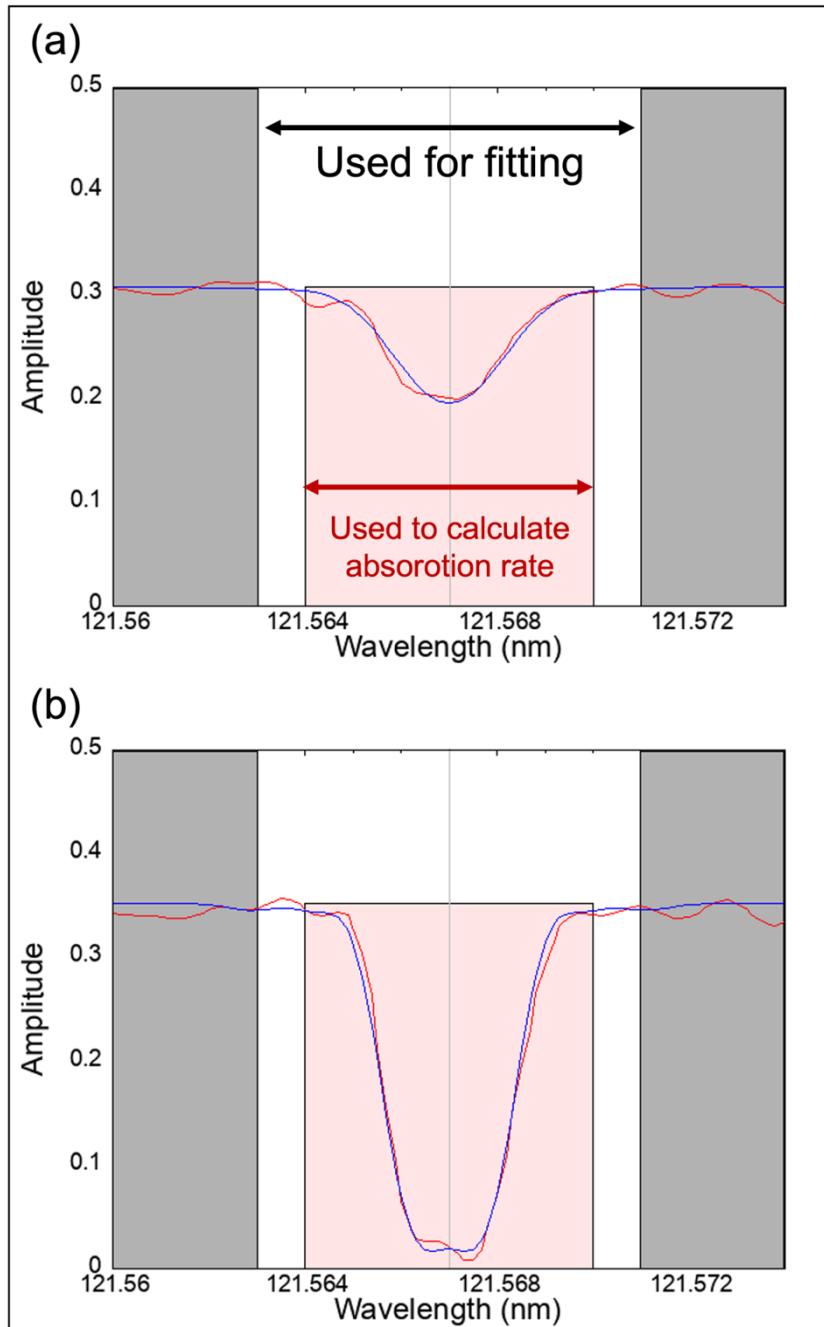 (a)
0.5
Used for fitting
0.4
0.3
Amplitude
0.2
0.1
Used to calculate
absorotion rate
0
121.56 121.564 121.568 121.572
Wavelength (nm)
(b)
0.5
0.4
0.3
Amplitude
0.2
0.1
0
121.56 121.564 121.568 121.572
Wavelength (nm)